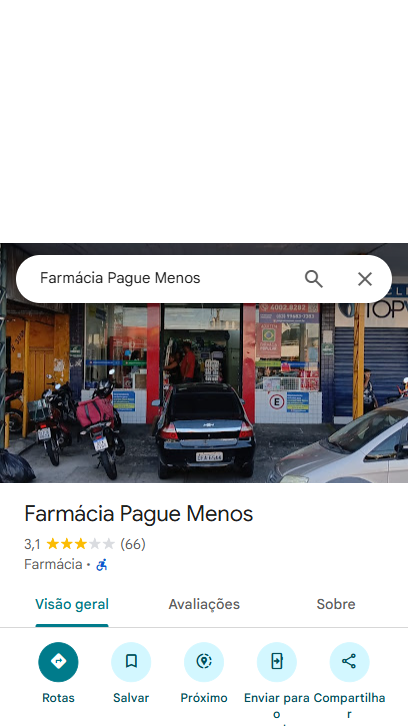 Farmácia Pague Menos
4002.8282
TOPV
E
Farmácia Pague Menos
3,1 (66)
Farmácia ·
Visão geral Avaliações Sobre
Rotas Salvar Próximo Enviar para o Compartilhar